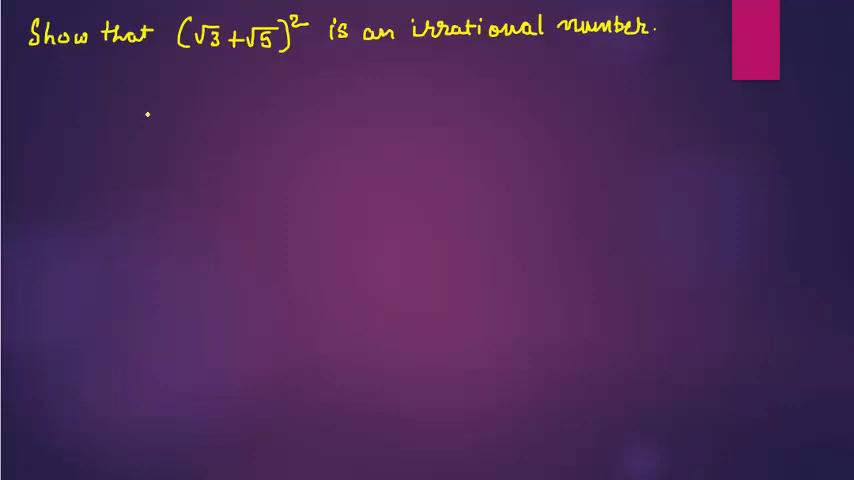 Show that (√3+√5)² is an irrational number.